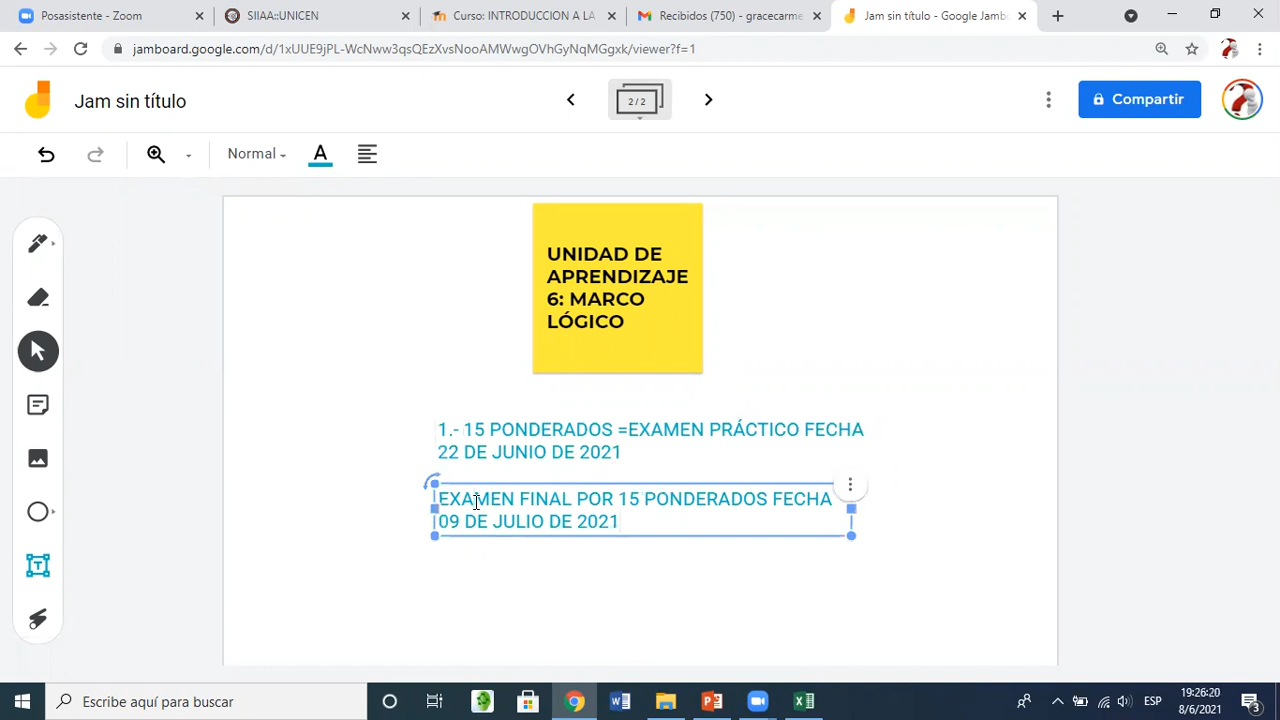 Posasistente - Zoom
SIIAA::UNICEN
Curso: INTRODUCCION A LA
Recibidos (750) - gracecarme
Jam sin título - Google Jamb
jamboard.google.com/d/1xUUE9jPL-WcNww3qsQEzXvsNooAMWwzOVhGyNqMGgxk/viewer?f=1
Jam sin título
2 / 2
Compartir
Normal
A
UNIDAD DE
APRENDIZAJE
6: MARCO
LÓGICO
1.- 15 PONDERADOS =EXAMEN PRÁCTICO FECHA
22 DE JUNIO DE 2021
EXAMEN FINAL POR 15 PONDERADOS FECHA
09 DE JULIO DE 2021
T
Escribe aquí para buscar
ESP
19:26:20
8/6/2021
3